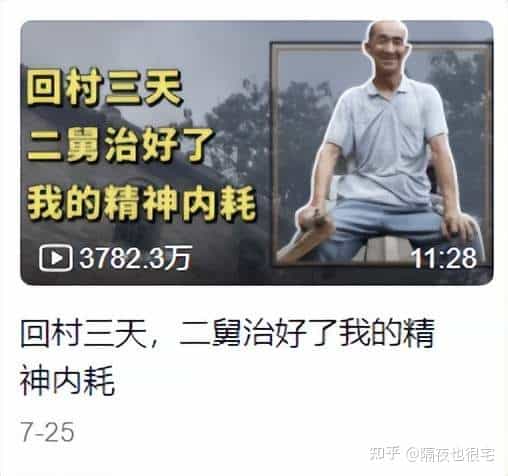 回村三天
二舅治好了
我的精神内耗
3782.3万
11:28
回村三天，二舅治好了我的精
神内耗
7-25
知乎 @隔夜也很宅